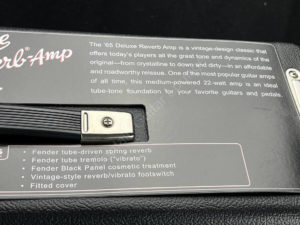 verb-Amp
The '65 Deluxe Reverb Amp is a vintage-design classic that
offers today's players all the great tone and dynamics of the
original—from crystalline to down and dirty—in an affordable
and roadworthy reissue. One of the most popular guitar amps
of all time, this medium-powered 22-watt amp is an ideal
tube-tone foundation for your favorite guitars and pedals.
• Fender tube-driven spring reverb
• Fender tube tremolo ("vibrato")
• Fender Black Panel cosmetic treatment
• Vintage-style reverb/vibrato footswitch
• Fitted cover